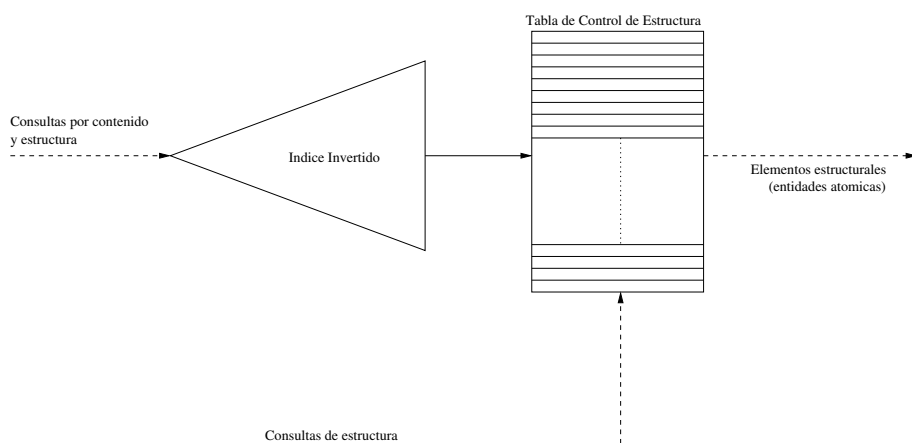 Tabla de Control de Estructura
Consultas por contenido
y estructura
Indice Invertido
Elementos estructurales
(entidades atomicas)
Consultas de estructura